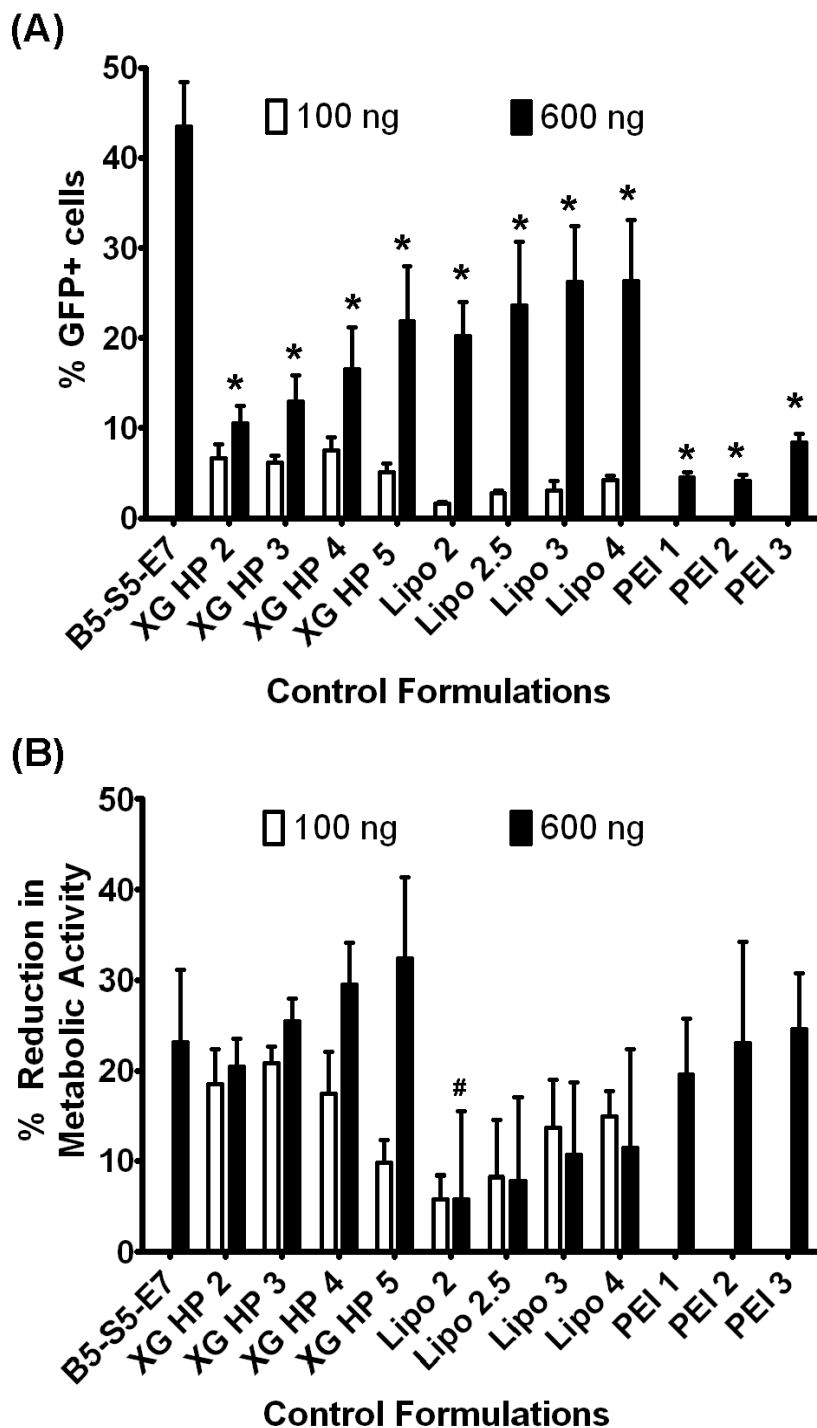 (A)
50
40
30
20
10
0
% GFP+ cells
100 ng
600 ng
* * * * * * * * * * *
B5-S5-E7
XG HP 2
XG HP 3
XG HP 4
XG HP 5
Lipo 2
Lipo 2.5
Lipo 3
Lipo 4
PEI 1
PEI 2
PEI 3
Control Formulations
(B)
50
40
30
20
10
0
% Reduction in
Metabolic Activity
100 ng
600 ng
#
B5-S5-E7
XG HP 2
XG HP 3
XG HP 4
XG HP 5
Lipo 2
Lipo 2.5
Lipo 3
Lipo 4
PEI 1
PEI 2
PEI 3
Control Formulations